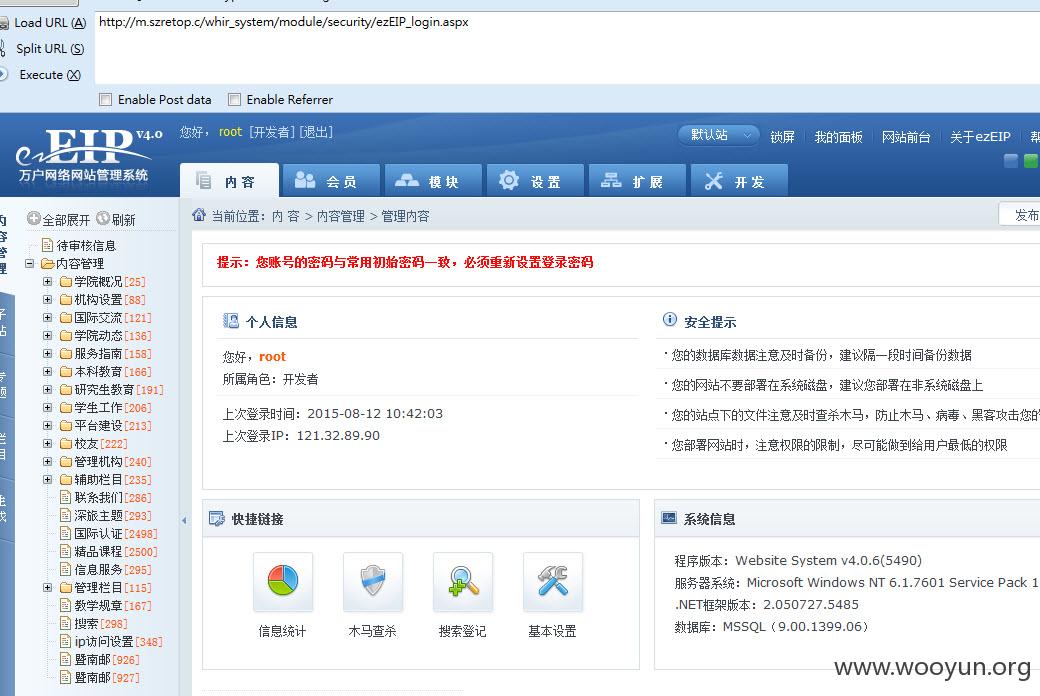 Load URL (A)
http://m.szretop.c/whir_system/module/security/ezEIP_login.aspx
Split URL (S)
Execute (X)
Enable Post data
Enable Referrer
ezEIP v4.0
万户网络网站管理系统
您好， root [开发者] [退出]
默认站
锁屏
我的面板
网站前台
关于ezEIP
内 容
会 员
模 块
设 置
扩 展
开 发
全部展开
刷新
当前位置：内 容 > 内容管理 > 管理内容
发布
内容管理
待审核信息
内容管理
学院概况[25]
机构设置[88]
国际交流[121]
学院动态[136]
服务指南[158]
本科教育[166]
研究生教育[191]
学生工作[206]
平台建设[213]
校友[222]
管理机构[240]
辅助栏目[235]
联系我们[286]
深旅主题[293]
国际认证[2498]
精品课程[2500]
信息服务[295]
管理栏目[115]
教学规章[167]
搜索[298]
ip访问设置[348]
暨南邮[926]
暨南邮[927]
提示：您账号的密码与常用初始密码一致，必须重新设置登录密码
个人信息
您好，root
所属角色：开发者
上次登录时间：2015-08-12 10:42:03
上次登录IP：121.32.89.90
安全提示
·您的数据库数据注意及时备份，建议隔一段时间备份数据
·您的网站不要部署在系统磁盘，建议您部署在非系统磁盘上
·您的站点下的文件注意及时查杀木马，防止木马、病毒、黑客攻击您的
·您部署网站时，注意权限的限制，尽可能做到给用户最低的权限
快捷链接
信息统计
木马查杀
搜索登记
基本设置
系统信息
程序版本：Website System v4.0.6(5490)
服务器系统：Microsoft Windows NT 6.1.7601 Service Pack 1
.NET框架版本：2.050727.5485
数据库：MSSQL（9.00.1399.06）
www.wooyun.org